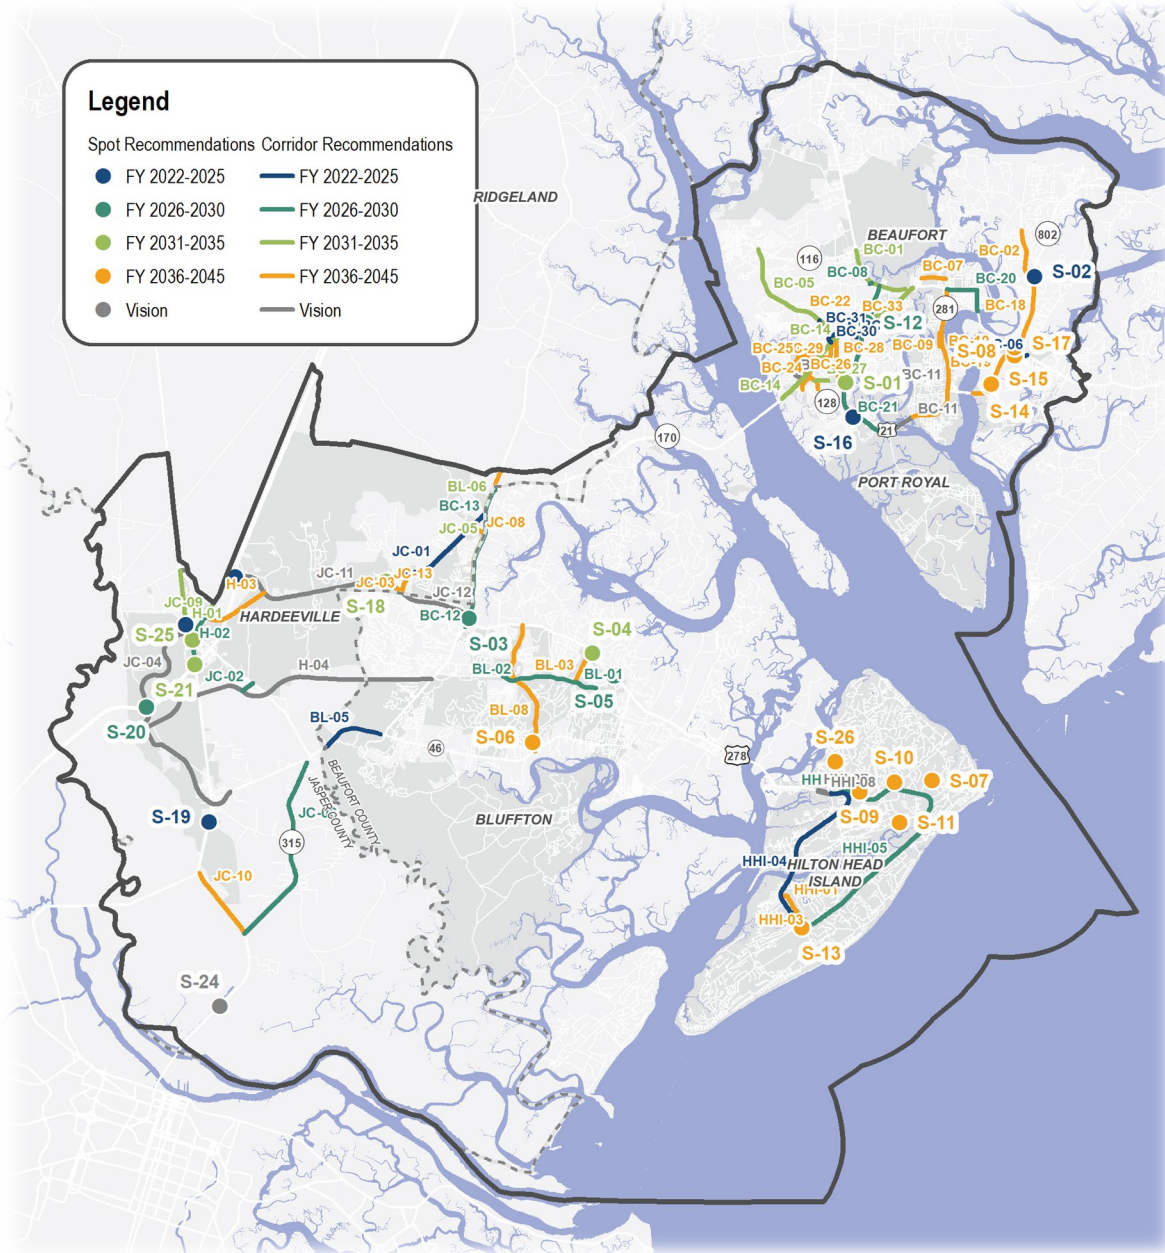 Legend
Spot Recommendations Corridor Recommendations
FY 2022-2025 FY 2022-2025
FY 2026-2030 FY 2026-2030
FY 2031-2035 FY 2031-2035
FY 2036-2045 FY 2036-2045
Vision Vision
RIDGELAND
BEAUFORT
802
BC-01
BC-02
116
BC-08
BC-07
BC-20
S-02
BC-05
BC-22
BC-33
BC-18
281
BC-31
S-12
BC-14
BC-30
BC-09
S-17
BC-25
C-29
BC-28
S-08
C-06
BC-24
BC-26
27
S-01
BC-11
S-15
BC-14
128
BC-21
BC-11
S-14
S-16
21
170
PORT ROYAL
BL-06
BC-13
JC-05
JC-08
JC-01
JC-11
JC-03
JC-13
JC-12
H-03
S-18
BC-12
JC-09
H-01
HARDEEVILLE
S-25
H-02
S-03
S-04
JC-04
H-04
BL-02
BL-03
BL-01
JC-02
S-21
S-05
S-20
BL-05
BL-08
S-06
46
278
S-26
S-10
S-07
BEAUFORT COUNTY
JASPER COUNTY
HHI-08
S-19
JC-0
S-09
S-11
BLUFFTON
315
HHI-05
HHI-04
HILTON HEAD
ISLAND
JC-10
HHI-01
HHI-03
S-13
S-24